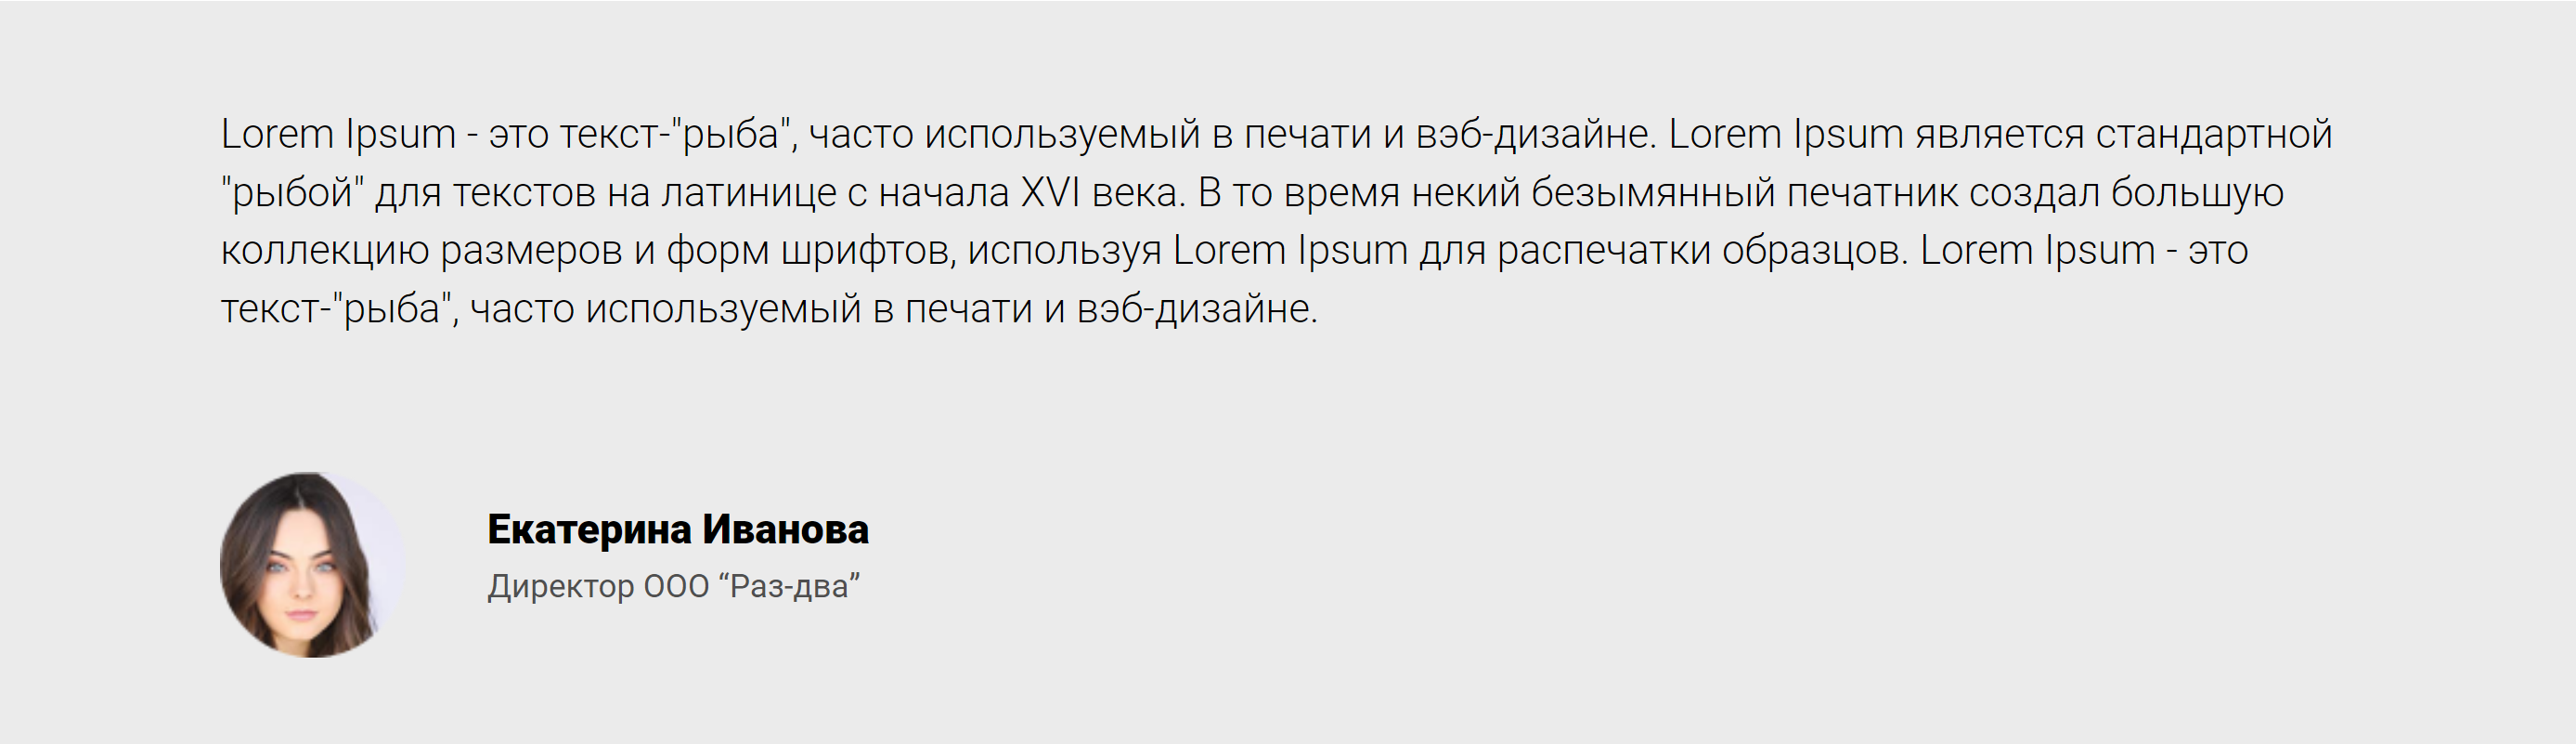 Lorem Ipsum - это текст-"рыба", часто используемый в печати и вэб-дизайне. Lorem Ipsum является стандартной
"рыбой" для текстов на латинице с начала XVI века. В то время некий безымянный печатник создал большую
коллекцию размеров и форм шрифтов, используя Lorem Ipsum для распечатки образцов. Lorem Ipsum - это
текст-"рыба", часто используемый в печати и вэб-дизайне.
Екатерина Иванова
Директор ООО “Раз-два”